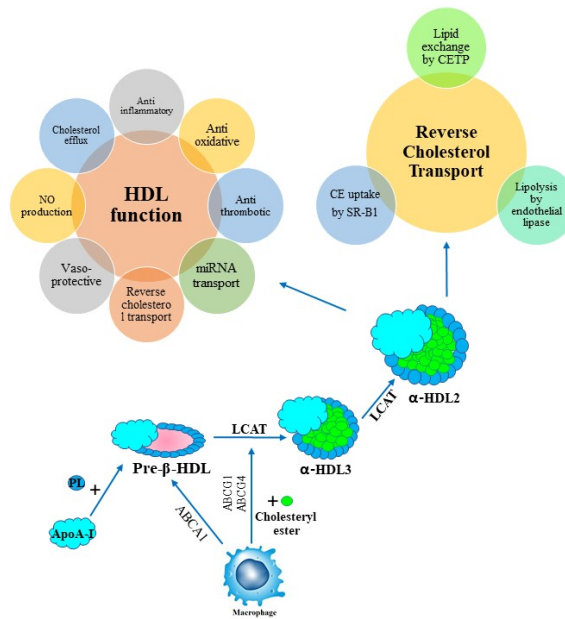 Lipid
exchange
by CETP
Reverse
Cholesterol
Transport
CE uptake
by SR-B1
Lipolysis by
endothelial
lipase
Anti
inflammatory
Cholesterol
efflux
Anti
oxidative
NO
production
HDL
function
Anti
thrombotic
Vaso-
protective
miRNA
transport
Reverse
cholestero
l transport
α-HDL2
LCAT
LCAT
α-HDL3
Pre-β-HDL
PL
+
ApoA-I
ABCA1
ABCG1
ABCG4
+
Cholesteryl
ester
Macrophage